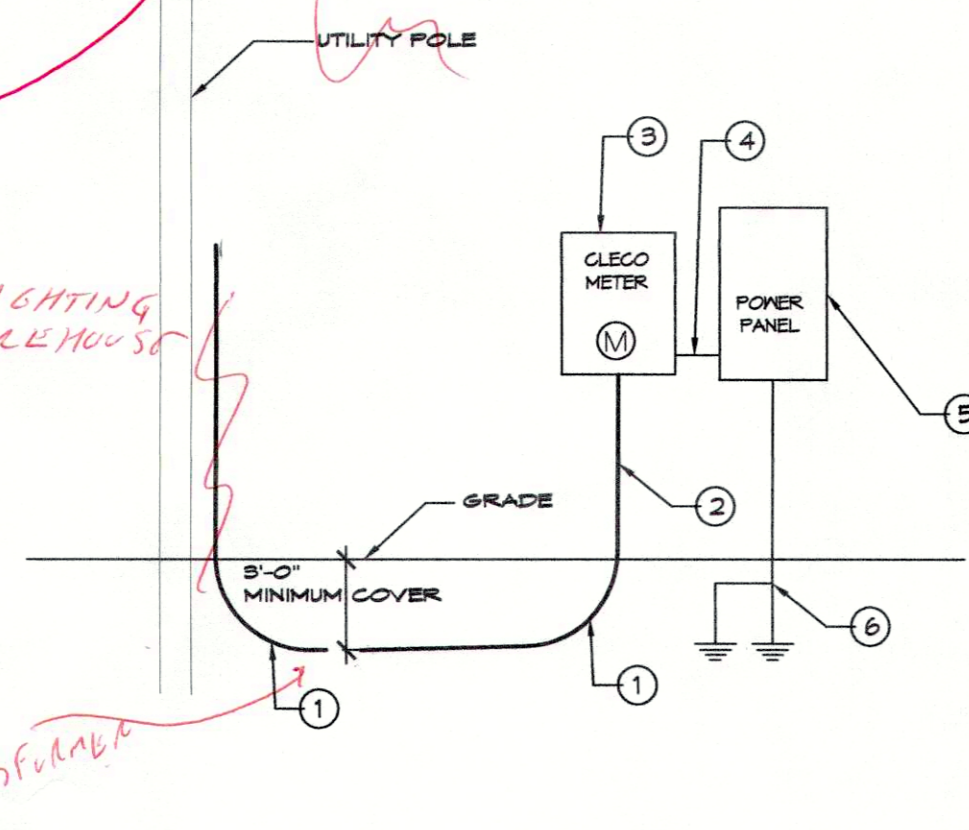 UTILITY POLE
3
4
CLECO
METER
M
POWER
PANEL
5
GRADE
2
3'-0"
MINIMUM COVER
6
1
1